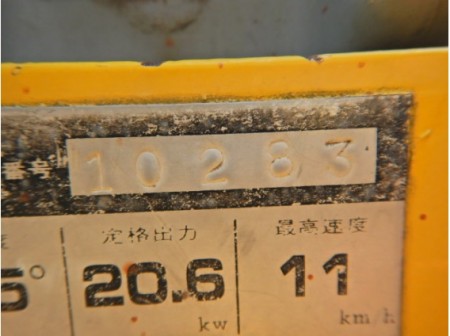 番号 10283
定格出力 最高速度
5° 20.6 11
kw km/h